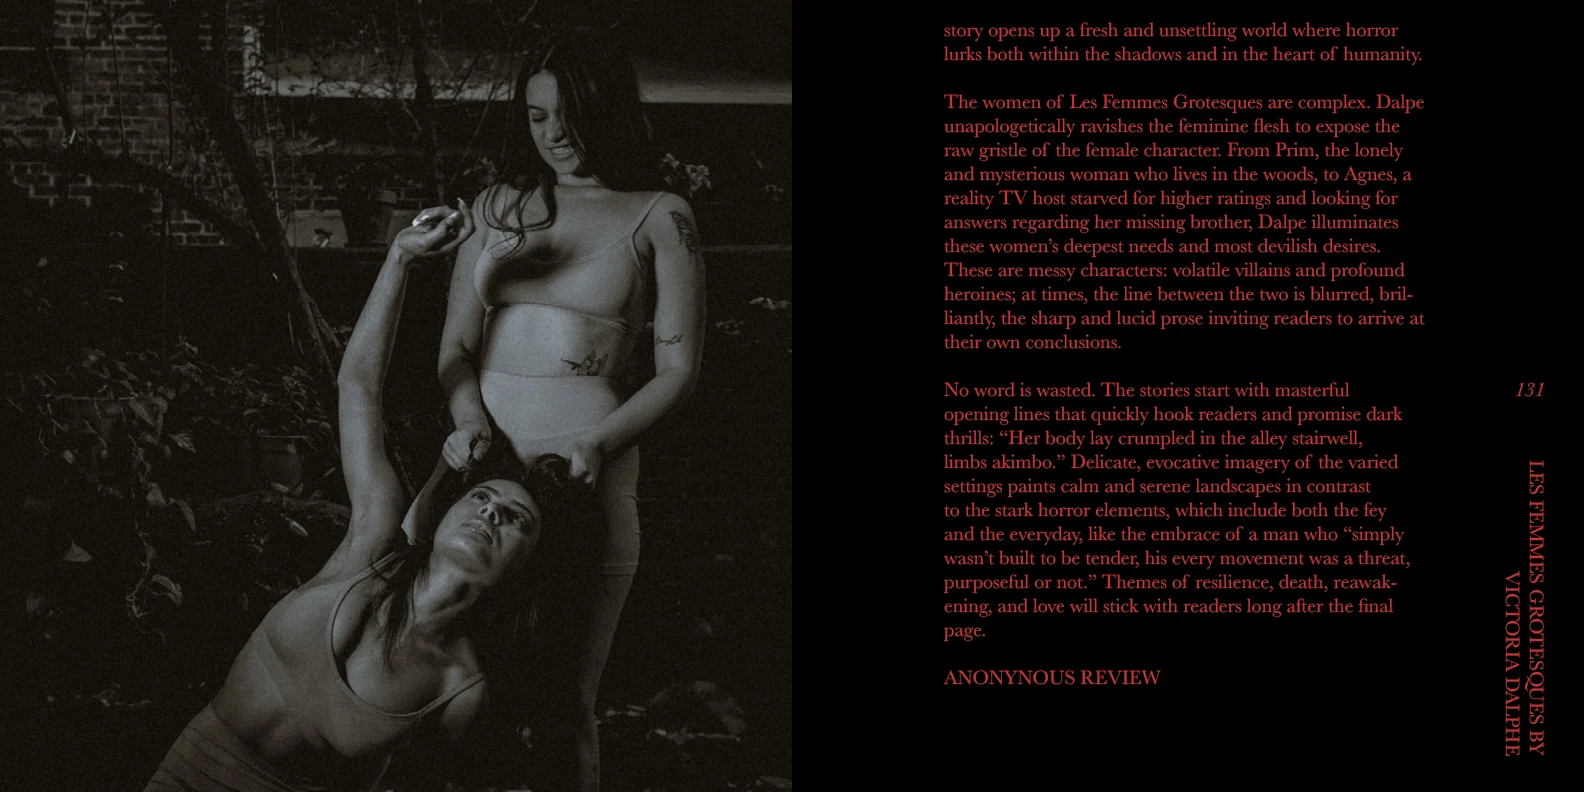 story opens up a fresh and unsettling world where horror
lurks both within the shadows and in the heart of humanity.
The women of Les Femmes Grotesques are complex. Dalpe
unapologetically ravishes the feminine flesh to expose the
raw gristle of the female character. From Prim, the lonely
and mysterious woman who lives in the woods, to Agnes, a
reality TV host starved for higher ratings and looking for
answers regarding her missing brother, Dalpe illuminates
these women’s deepest needs and most devilish desires.
These are messy characters: volatile villains and profound
heroines; at times, the line between the two is blurred, bril-
liantly, the sharp and lucid prose inviting readers to arrive at
their own conclusions.
No word is wasted. The stories start with masterful
opening lines that quickly hook readers and promise dark
thrills: “Her body lay crumpled in the alley stairwell,
limbs akimbo.” Delicate, evocative imagery of the varied
settings paints calm and serene landscapes in contrast
to the stark horror elements, which include both the fey
and the everyday, like the embrace of a man who “simply
wasn’t built to be tender, his every movement was a threat,
purposeful or not.” Themes of resilience, death, reawak-
ening, and love will stick with readers long after the final
page.
ANONYNOUS REVIEW
131
LES FEMMES GROTESQUES BY
VICTORIA DALPHE